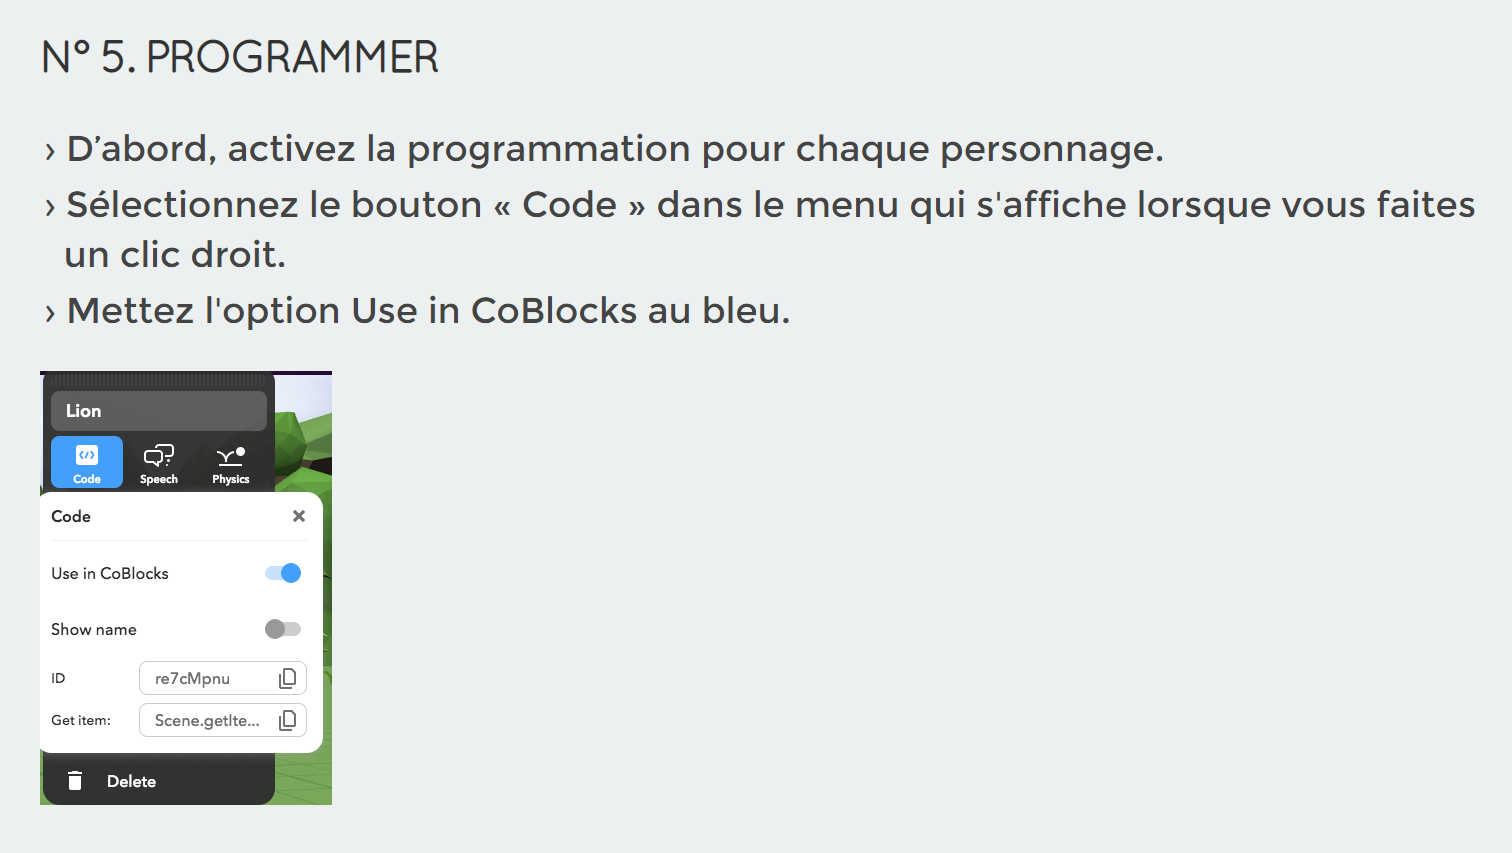 N° 5. PROGRAMMER
› D’abord, activez la programmation pour chaque personnage.
› Sélectionnez le bouton « Code » dans le menu qui s'affiche lorsque vous faites
un clic droit.
› Mettez l'option Use in CoBlocks au bleu.
Lion
Code Speech Physics
Code
Use in CoBlocks
Show name
ID re7cMpnu
Get item: Scene.getIte...
Delete